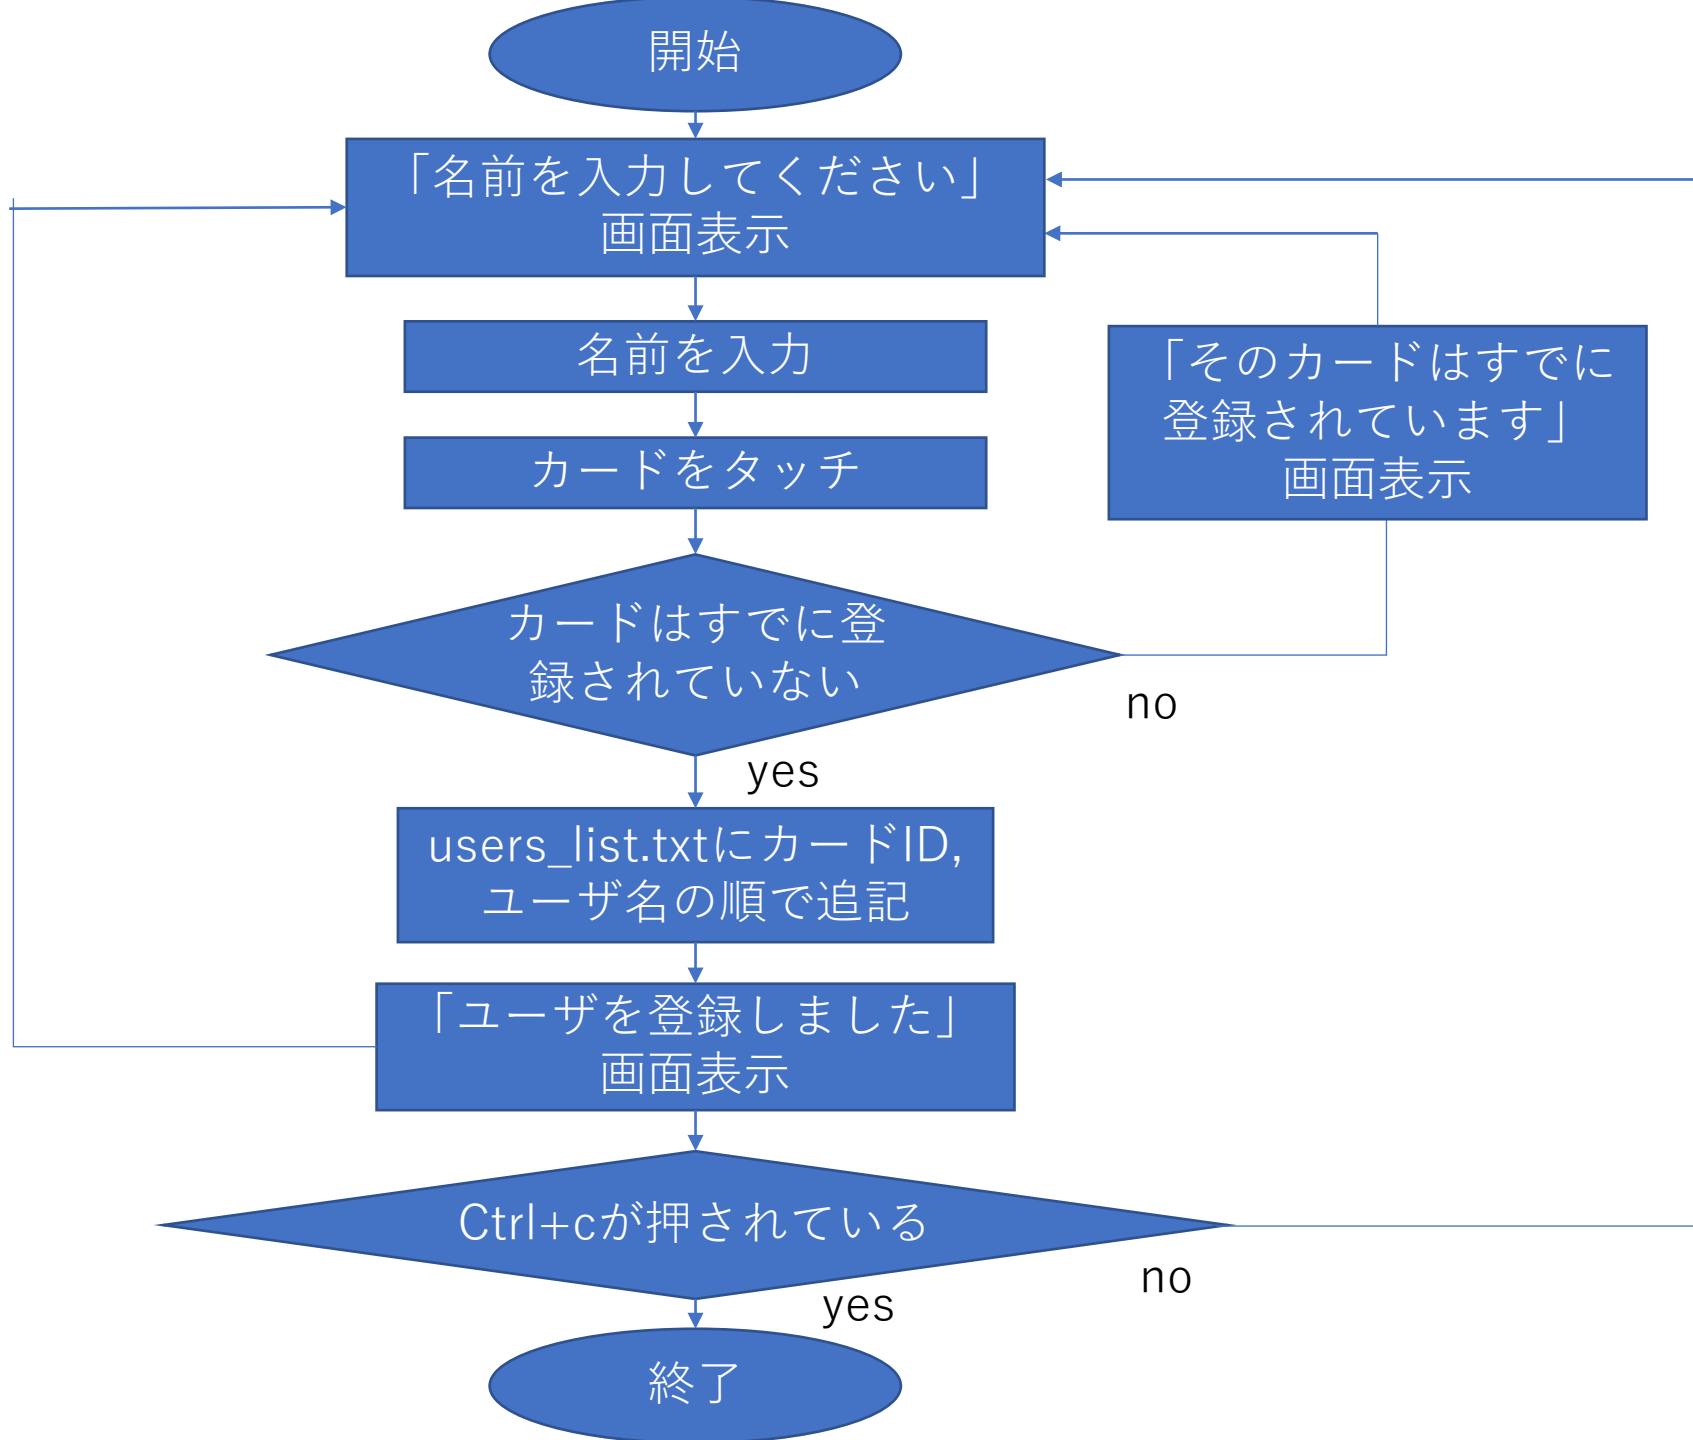 開始
「名前を入力してください」
画面表示
名前を入力
カードをタッチ
「そのカードはすでに
登録されています」
画面表示
カードはすでに登
録されていない
no
yes
users_list.txtにカードID,
ユーザ名の順で追記
「ユーザを登録しました」
画面表示
Ctrl+cが押されている
no
yes
終了